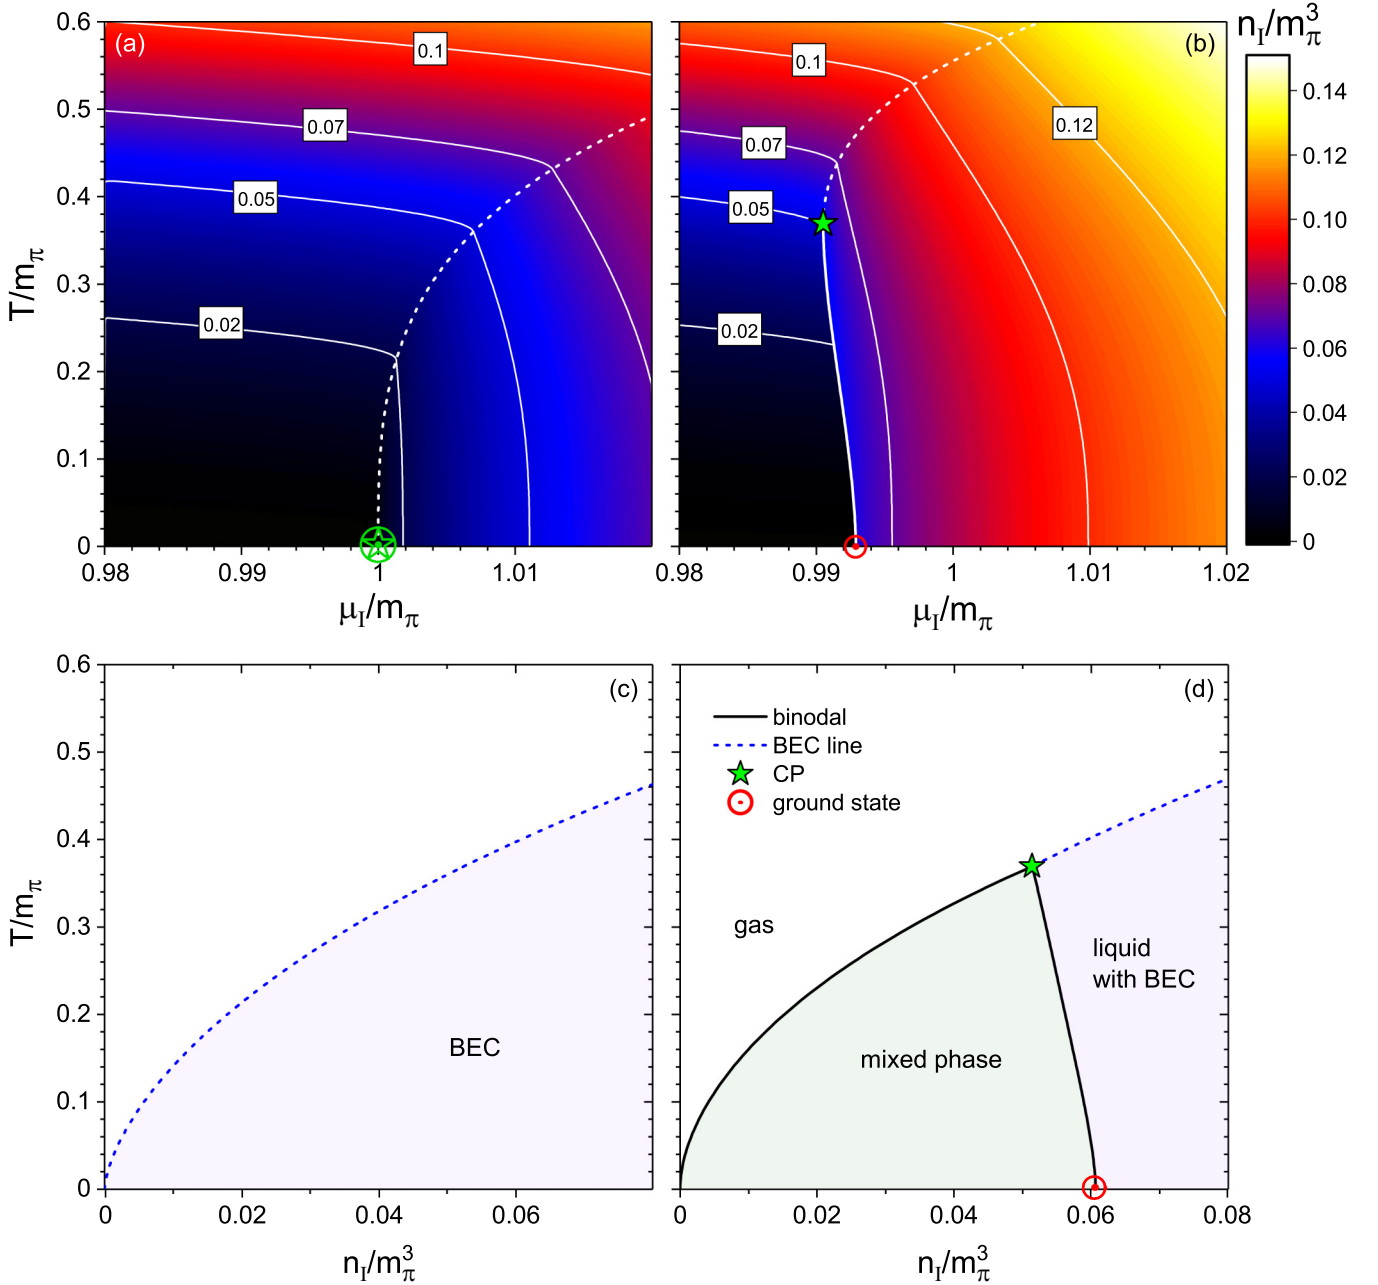 (a)
0.1
0.07
0.05
0.02
0.6
0.5
0.4
0.3
0.2
0.1
0
T/mπ
0.98
0.99
1
1.01
μI/mπ
(b)
0.1
0.12
0.07
0.05
0.02
0.98
0.99
1
1.01
1.02
μI/mπ
nI/mπ³
0.14
0.12
0.10
0.08
0.06
0.04
0.02
0
(c)
BEC
0.6
0.5
0.4
0.3
0.2
0.1
0
T/mπ
0
0.02
0.04
0.06
nI/mπ³
(d)
binodal
BEC line
CP
ground state
gas
liquid
with BEC
mixed phase
0
0.02
0.04
0.06
0.08
nI/mπ³